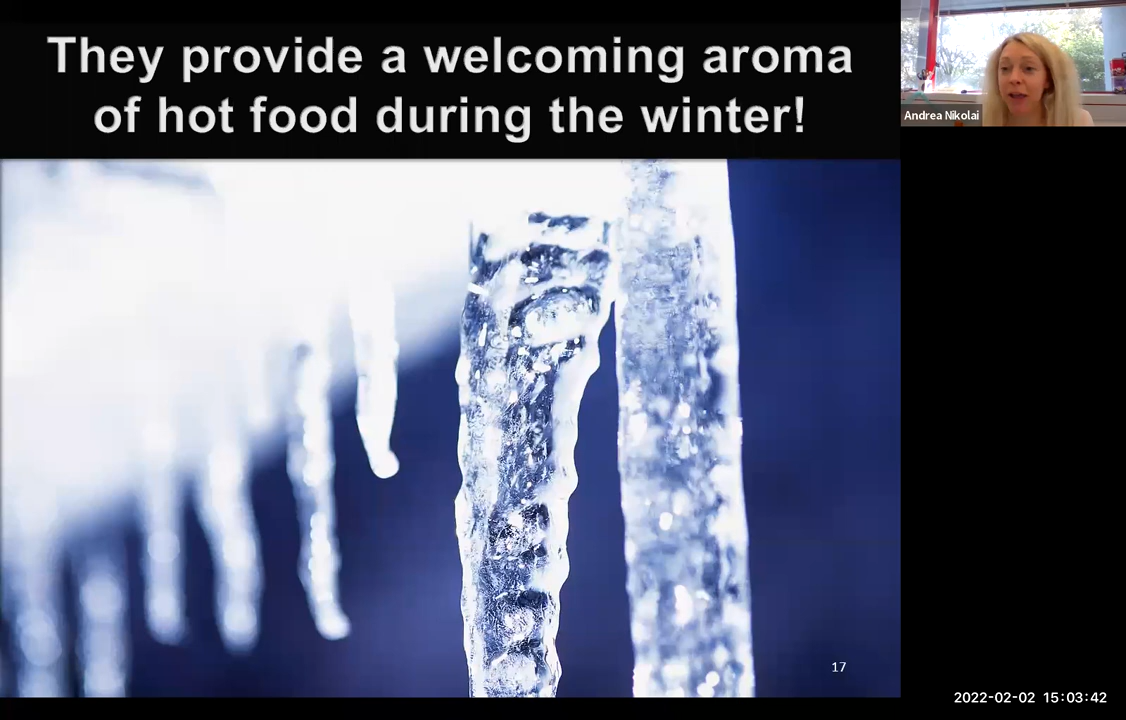 They provide a welcoming aroma
of hot food during the winter!
Andrea Nikolai
17
2022-02-02 15:03:42